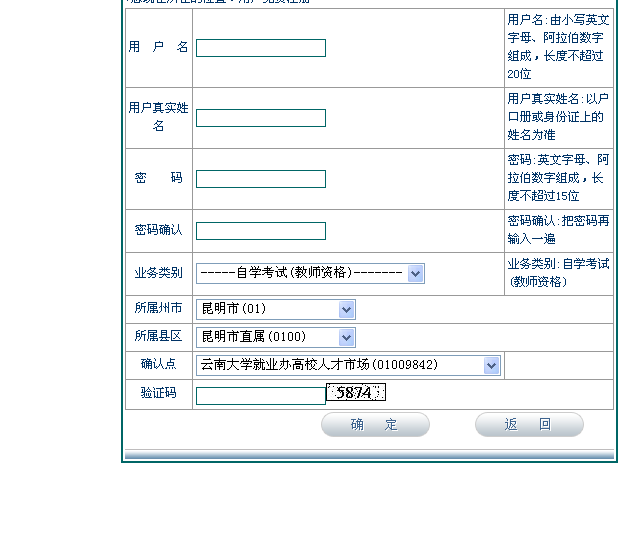 用 户 名
用户名:由小写英文
字母、阿拉伯数字
组成，长度不超过
20位
用户真实姓
名
用户真实姓名:以户
口册或身份证上的
姓名为准
密 码
密码:英文字母、阿
拉伯数字组成，长
度不超过15位
密码确认
密码确认:把密码再
输入一遍
业务类别
-----自学考试(教师资格)-------
业务类别:自学考试
(教师资格)
所属州市
昆明市(01)
所属县区
昆明市直属(0100)
确认点
云南大学就业办高校人才市场(01009842)
验证码
5874
确 定
返 回